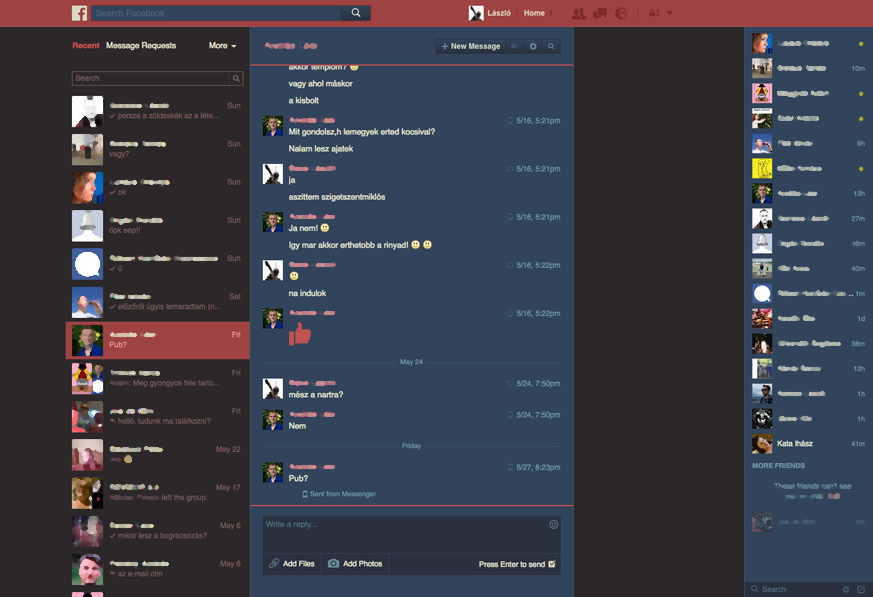 f
Search Facebook
László
Home
Recent
Message Requests
More
Search
Sun
persze a zöldeskék az a léte...
Sun
vagy?
Sun
ok
Sun
öpk eep!!
Sun
ü
Sat
előzőről úgyis lemaradtam (n...
Fri
Pub?
Fri
Meg gyongyos fele tarto...
Fri
helló. tudunk ma találkozni?
May 22
May 17
left the group.
May 6
mikor lesz a bográcsozás?
May 6
az e-mail cim
+ New Message
akkor templom?
vagy ahol máskor
a kisbolt
5/16, 5:21pm
Mit gondolsz,h lemegyek erted kocsival?
Nalam lesz ajatek
5/16, 5:21pm
ja
aszittem szigetszentmiklós
5/16, 5:21pm
Ja nem! 🙂
Igy mar akkor erthetobb a rinyad! 🙂 🙂
5/16, 5:22pm
🙂
na indulok
5/16, 5:22pm
May 24
5/24, 7:50pm
mész a nartra?
5/24, 7:50pm
Nem
Friday
5/27, 8:23pm
Pub?
Sent from Messenger
Write a reply...
Add Files
Add Photos
Press Enter to send
10m
9h
13h
27m
40m
1m
1d
12h
1h
1h
Kata Ihász
41m
MORE FRIENDS
These friends can't see
1m
Search